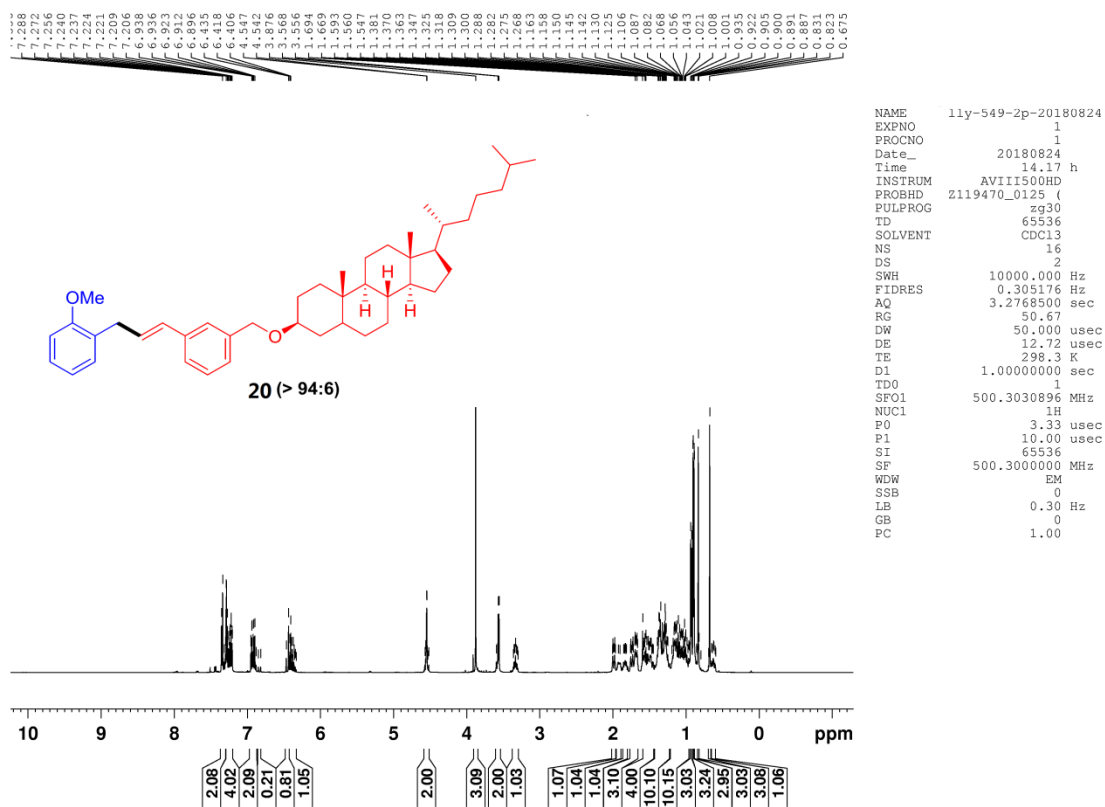 7.288
7.272
7.256
7.240
7.237
7.224
7.221
7.209
7.206
6.938
6.936
6.923
6.912
6.896
6.435
6.418
6.406
4.547
4.542
3.876
3.568
3.556
1.694
1.669
1.593
1.560
1.547
1.381
1.370
1.363
1.347
1.325
1.318
1.309
1.300
1.288
1.282
1.275
1.268
1.163
1.158
1.150
1.145
1.142
1.130
1.125
1.106
1.087
1.082
1.068
1.056
1.043
1.021
1.008
1.001
0.935
0.922
0.905
0.900
0.891
0.887
0.831
0.823
0.675
NAME lly-549-2p-20180824
EXPNO 1
PROCNO 1
Date_ 20180824
Time 14.17 h
INSTRUM AVIII500HD
PROBHD Z119470_0125 (
PULPROG zg30
TD 65536
SOLVENT CDCl3
NS 16
DS 2
SWH 10000.000 Hz
FIDRES 0.305176 Hz
AQ 3.2768500 sec
RG 50.67
DW 50.000 usec
DE 12.72 usec
TE 298.3 K
D1 1.00000000 sec
TD0 1
SFO1 500.3030896 MHz
NUC1 1H
P0 3.33 usec
P1 10.00 usec
SI 65536
SF 500.3000000 MHz
WDW EM
SSB 0
LB 0.30 Hz
GB 0
PC 1.00
H
H
H
OMe
O
20 (> 94:6)
10 9 8 7 6 5 4 3 2 1 0 ppm
2.08
4.02
2.09
0.21
0.81
1.05
2.00
3.09
2.00
1.03
1.07
1.04
1.04
3.10
4.00
10.10
10.15
3.03
3.24
2.95
3.03
3.08
1.06